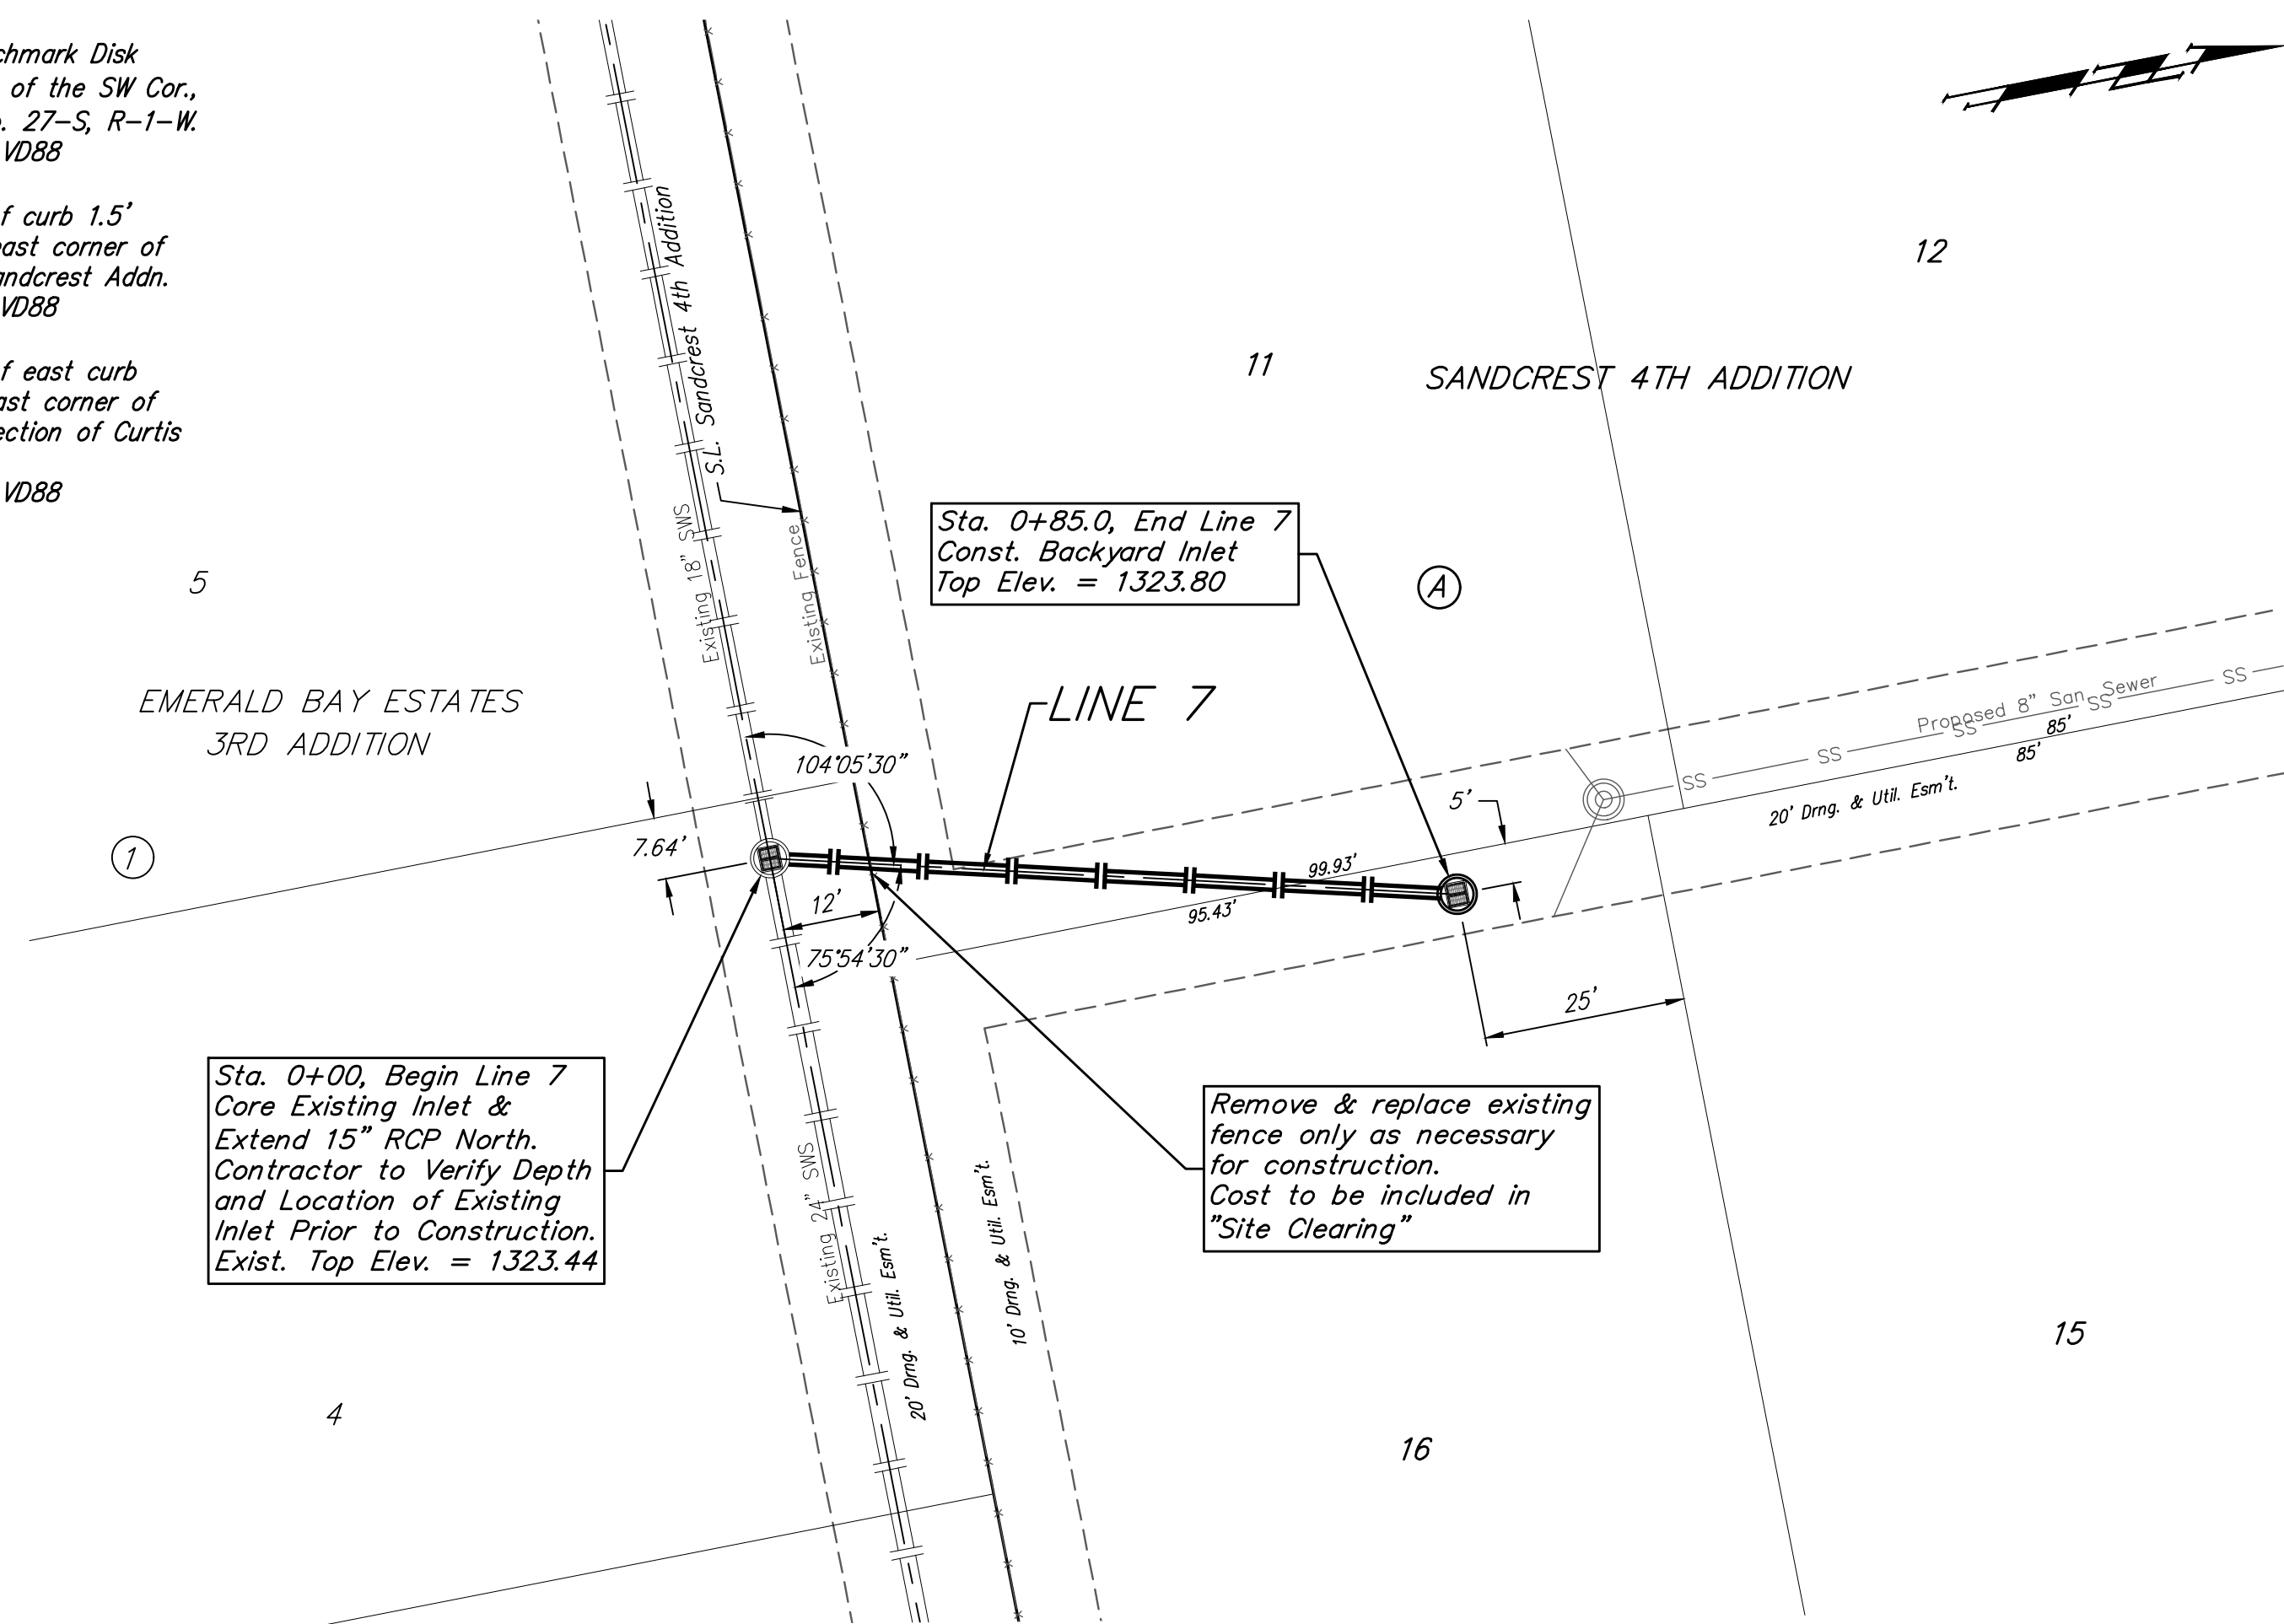 chmark Disk
of the SW Cor.,
. 27-S, R-1-W.
VD88
f curb 1.5'
east corner of
andcrest Addn.
VD88
f east curb
ast corner of
ection of Curtis
VD88
5
EMERALD BAY ESTATES
3RD ADDITION
1
4
S.L. Sandcrest 4th Addition
Existing 18" SWS
Existing Fence
11
12
SANDCREST 4TH ADDITION
A
Sta. 0+85.0, End Line 7
Const. Backyard Inlet
Top Elev. = 1323.80
LINE 7
104°05'30"
7.64'
12'
75°54'30"
99.93'
95.43'
5'
25'
Proposed 8" San. Sewer
SS
SS
SS
SS
SS
85'
85'
20' Drng. & Util. Esm't.
Sta. 0+00, Begin Line 7
Core Existing Inlet &
Extend 15" RCP North.
Contractor to Verify Depth
and Location of Existing
Inlet Prior to Construction.
Exist. Top Elev. = 1323.44
Existing 24" SWS
20' Drng. & Util. Esm't.
10' Drng. & Util. Esm't.
Remove & replace existing
fence only as necessary
for construction.
Cost to be included in
"Site Clearing"
15
16